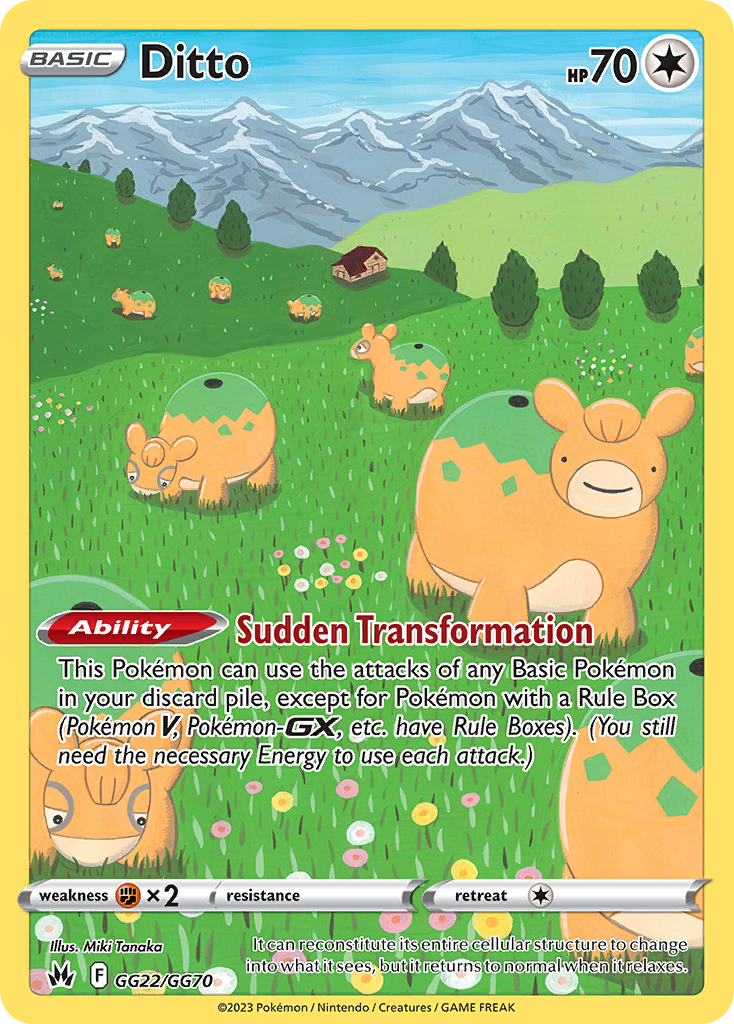 BASIC Ditto HP 70
Ability Sudden Transformation
This Pokémon can use the attacks of any Basic Pokémon
in your discard pile, except for Pokémon with a Rule Box
(Pokémon V, Pokémon-GX, etc. have Rule Boxes). (You still
need the necessary Energy to use each attack.)
weakness ×2 resistance retreat
Illus. Miki Tanaka
It can reconstitute its entire cellular structure to change
into what it sees, but it returns to normal when it relaxes.
F GG22/GG70
©2023 Pokémon / Nintendo / Creatures / GAME FREAK